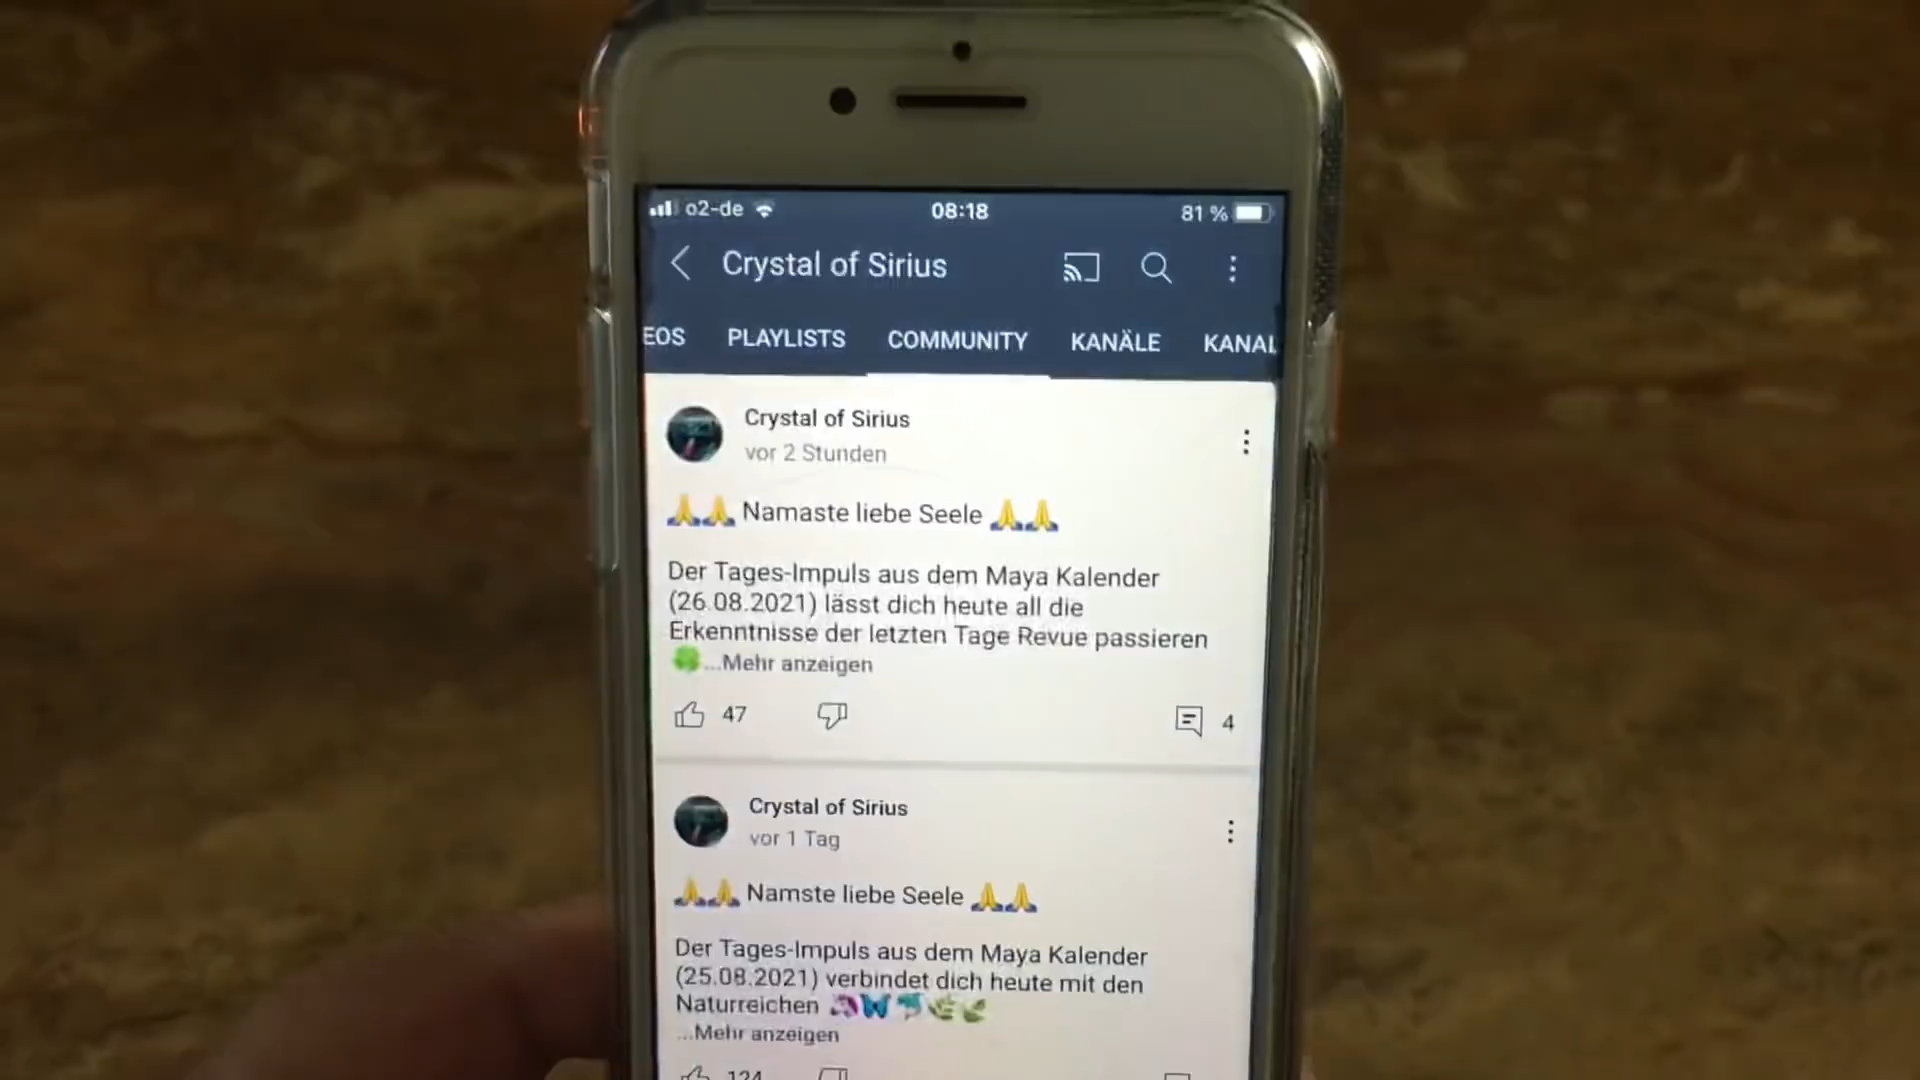 o2-de 08:18 81 %
Crystal of Sirius
EOS PLAYLISTS COMMUNITY KANÄLE KANAL
Crystal of Sirius
vor 2 Stunden
🙏🙏 Namaste liebe Seele 🙏🙏
Der Tages-Impuls aus dem Maya Kalender
(26.08.2021) lässt dich heute all die
Erkenntnisse der letzten Tage Revue passieren
🍀...Mehr anzeigen
47 4
Crystal of Sirius
vor 1 Tag
🙏🙏 Namste liebe Seele 🙏🙏
Der Tages-Impuls aus dem Maya Kalender
(25.08.2021) verbindet dich heute mit den
Naturreichen 🦄🦋🐬🌿🌿
...Mehr anzeigen
124